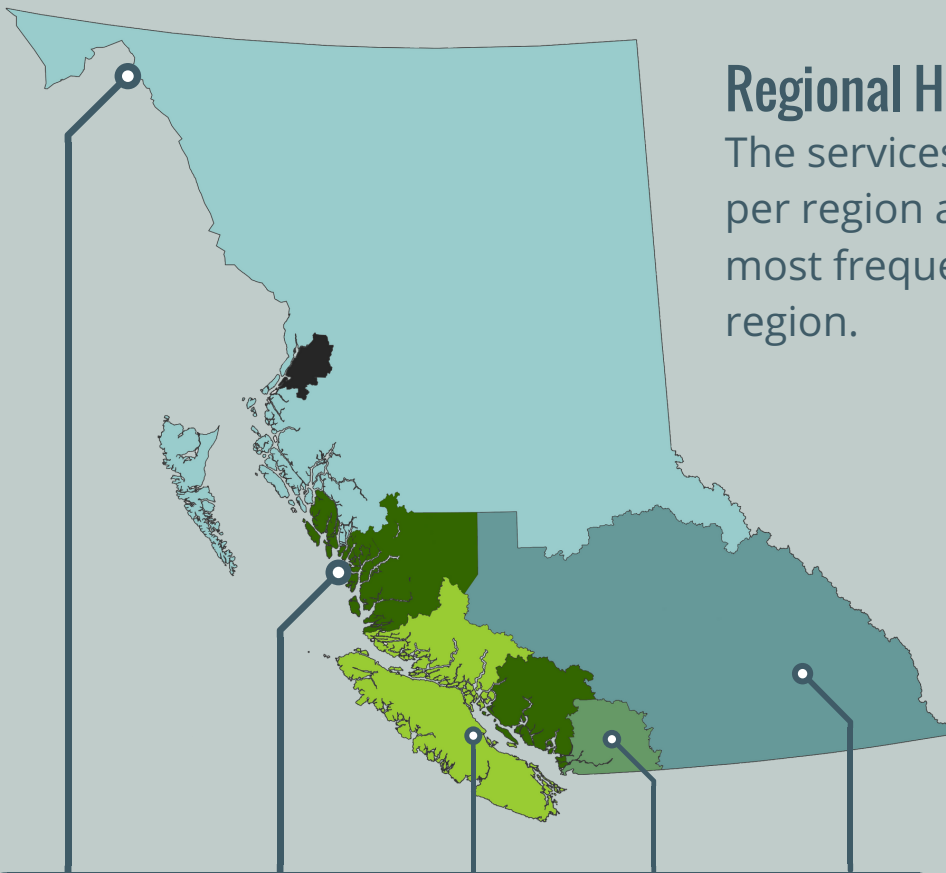 Regional H
The services
per region a
most freque
region.